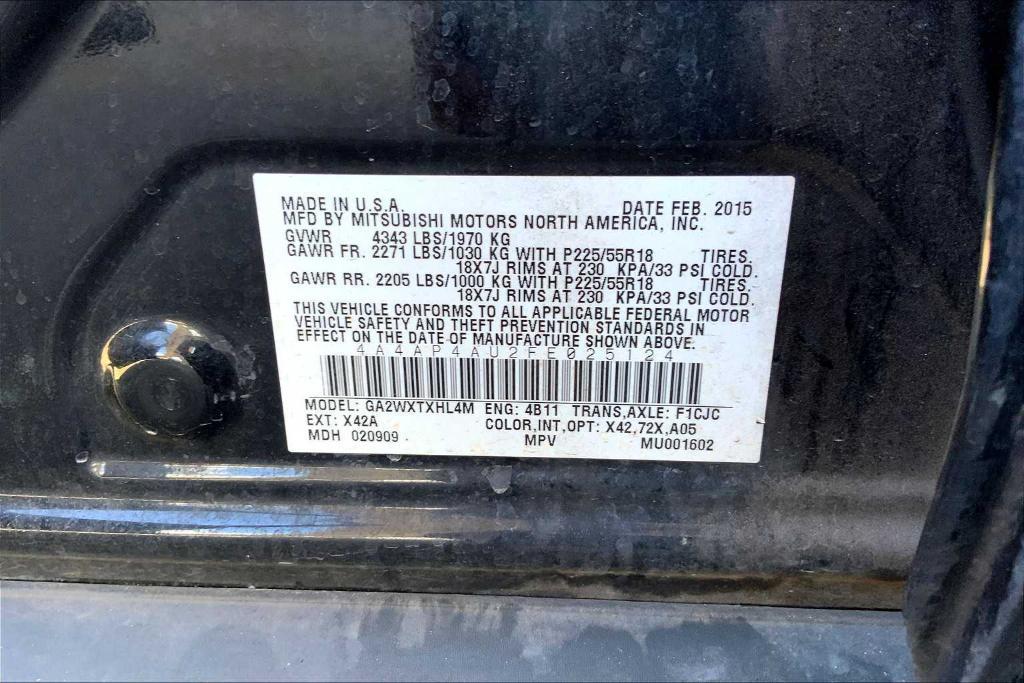 MADE IN U.S.A. DATE FEB. 2015
MFD BY MITSUBISHI MOTORS NORTH AMERICA, INC.
GVWR 4343 LBS/1970 KG
GAWR FR. 2271 LBS/1030 KG WITH P225/55R18 TIRES.
18X7J RIMS AT 230 KPA/33 PSI COLD.
GAWR RR. 2205 LBS/1000 KG WITH P225/55R18 TIRES.
18X7J RIMS AT 230 KPA/33 PSI COLD.
THIS VEHICLE CONFORMS TO ALL APPLICABLE FEDERAL MOTOR
VEHICLE SAFETY AND THEFT PREVENTION STANDARDS IN
EFFECT ON THE DATE OF MANUFACTURE SHOWN ABOVE.
4A4AP4AU2FE025124
MODEL: GA2WXTXHL4M ENG: 4B11 TRANS,AXLE: F1CJC
EXT: X42A COLOR,INT,OPT: X42,72X,A05
MDH 020909 MPV MU001602